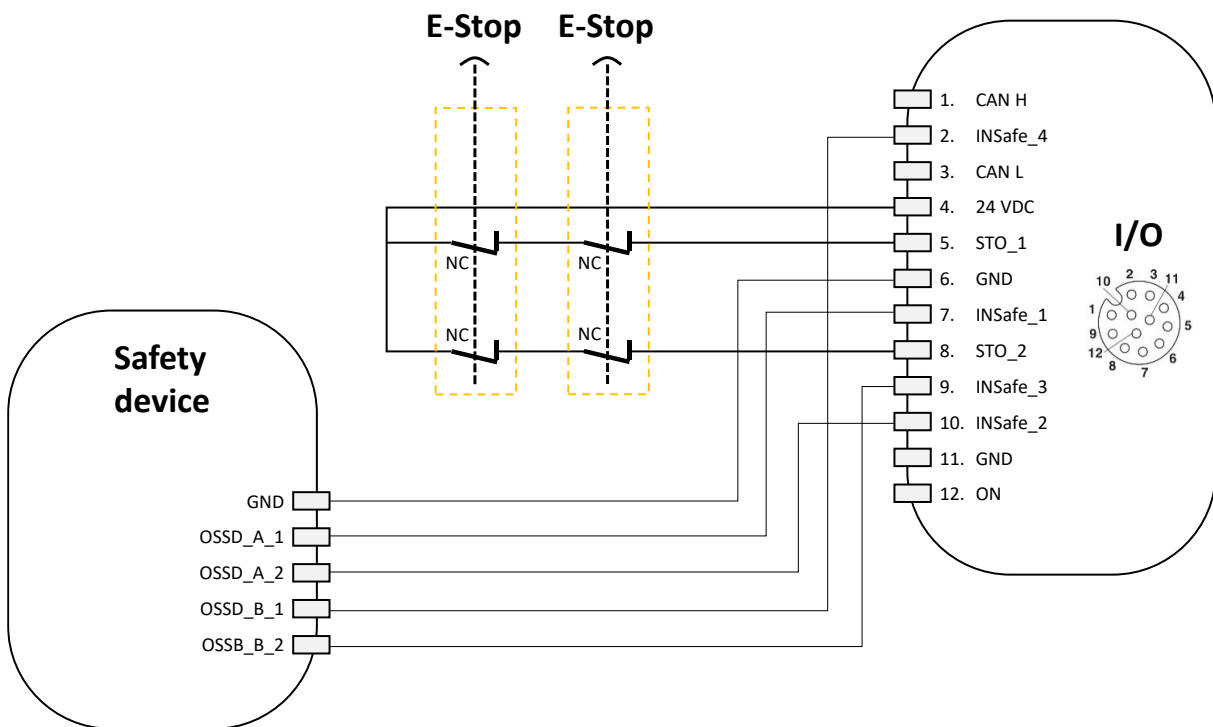 E-Stop E-Stop
1. CAN H
2. INSafe_4
3. CAN L
4. 24 VDC
5. STO_1
6. GND
7. INSafe_1
8. STO_2
9. INSafe_3
10. INSafe_2
11. GND
12. ON
NC NC
NC NC
I/O
10 2 3 11
1 4
9 5
12 6
8 7
Safety
device
GND
OSSD_A_1
OSSD_A_2
OSSD_B_1
OSSB_B_2